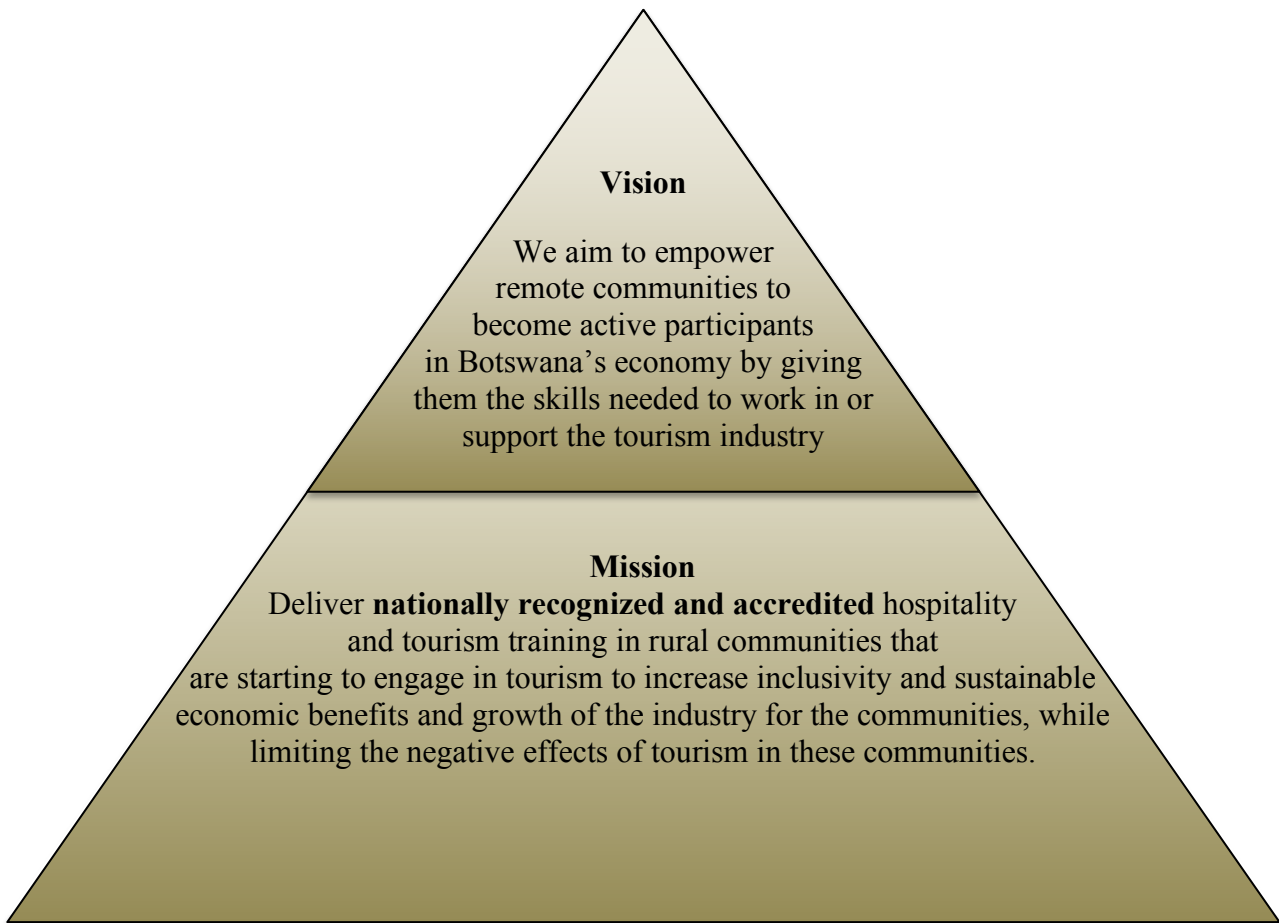 Vision
We aim to empower
remote communities to
become active participants
in Botswana’s economy by giving
them the skills needed to work in or
support the tourism industry
Mission
Deliver nationally recognized and accredited hospitality
and tourism training in rural communities that
are starting to engage in tourism to increase inclusivity and sustainable
economic benefits and growth of the industry for the communities, while
limiting the negative effects of tourism in these communities.